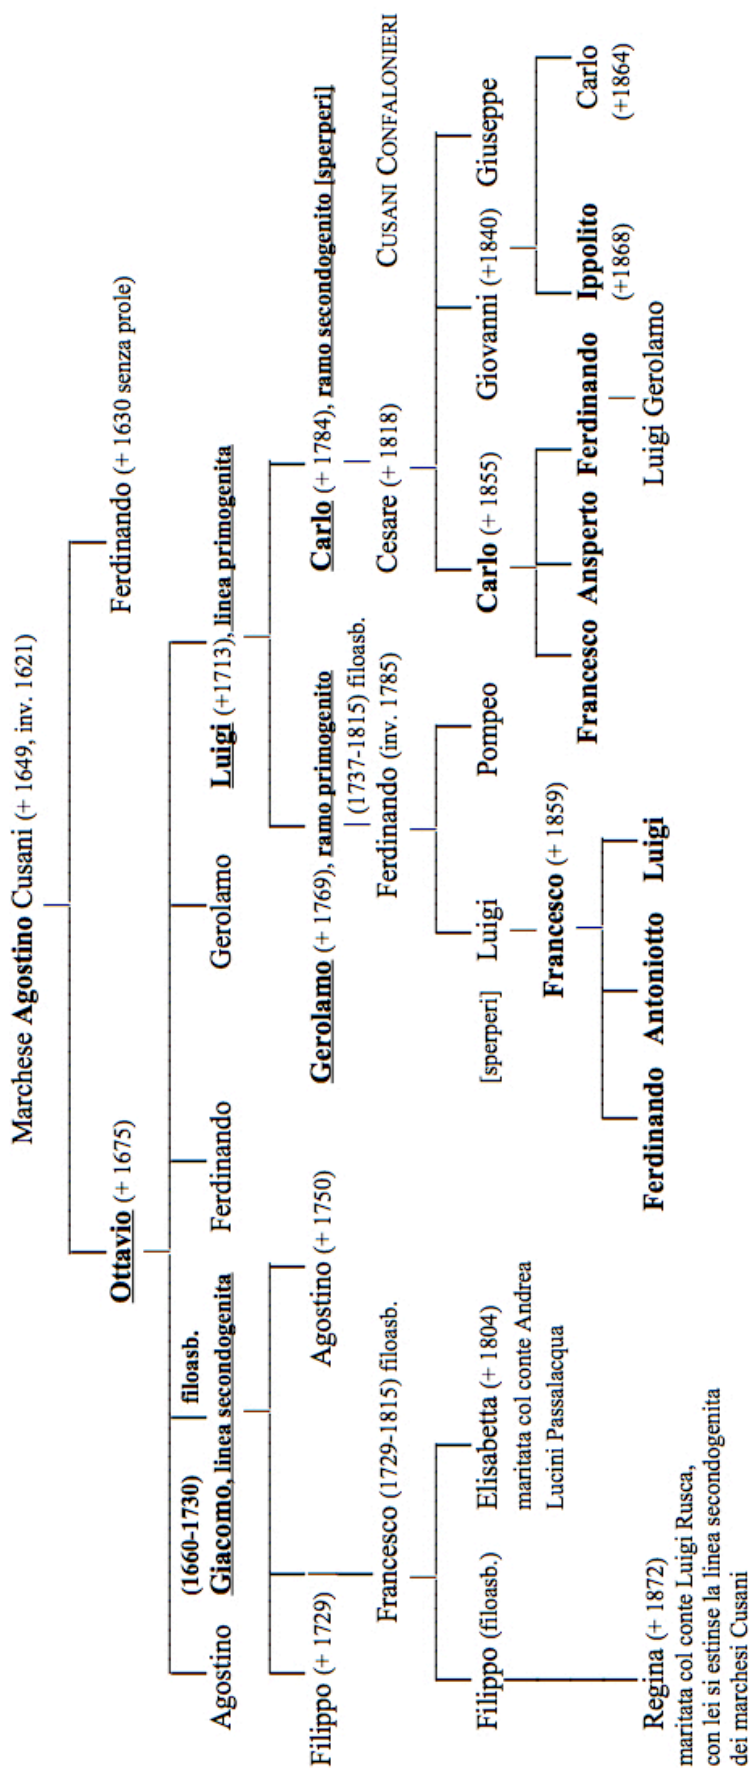 Marchese Agostino Cusani (+ 1649, inv. 1621)
Ottavio (+ 1675)
Ferdinando (+ 1630 senza prole)
(1660-1730) filoasb.
Agostino
Giacomo, linea secondogenita
Ferdinando
Gerolamo
Luigi (+1713), linea primogenita
Filippo (+ 1729)
Agostino (+ 1750)
Gerolamo (+ 1769), ramo primogenito
Carlo (+ 1784), ramo secondogenito [sperperi]
(1737-1815) filoasb.
Francesco (1729-1815) filoasb.
Ferdinando (inv. 1785)
Cesare (+ 1818)
CUSANI CONFALONIERI
Filippo (filoasb.)
Elisabetta (+ 1804)
maritata col conte Andrea
Lucini Passalacqua
[sperperi]
Luigi
Pompeo
Carlo (+ 1855)
Giovanni (+1840)
Giuseppe
Francesco (+ 1859)
Francesco
Ansperto
Ferdinando
Ippolito
(+1868)
Carlo
(+1864)
Regina (+ 1872)
maritata col conte Luigi Rusca,
con lei si estinse la linea secondogenita
dei marchesi Cusani
Ferdinando
Antoniotto
Luigi
Luigi Gerolamo